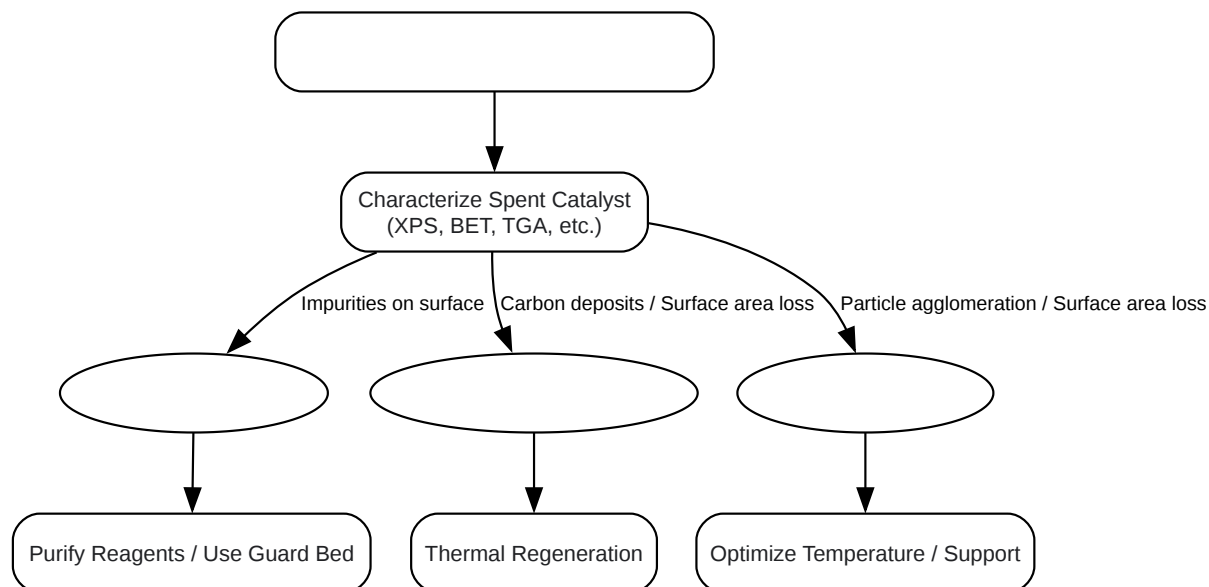 Characterize Spent Catalyst
(XPS, BET, TGA, etc.)
Impurities on surface
Carbon deposits / Surface area loss
Particle agglomeration / Surface area loss
Purify Reagents / Use Guard Bed
Thermal Regeneration
Optimize Temperature / Support